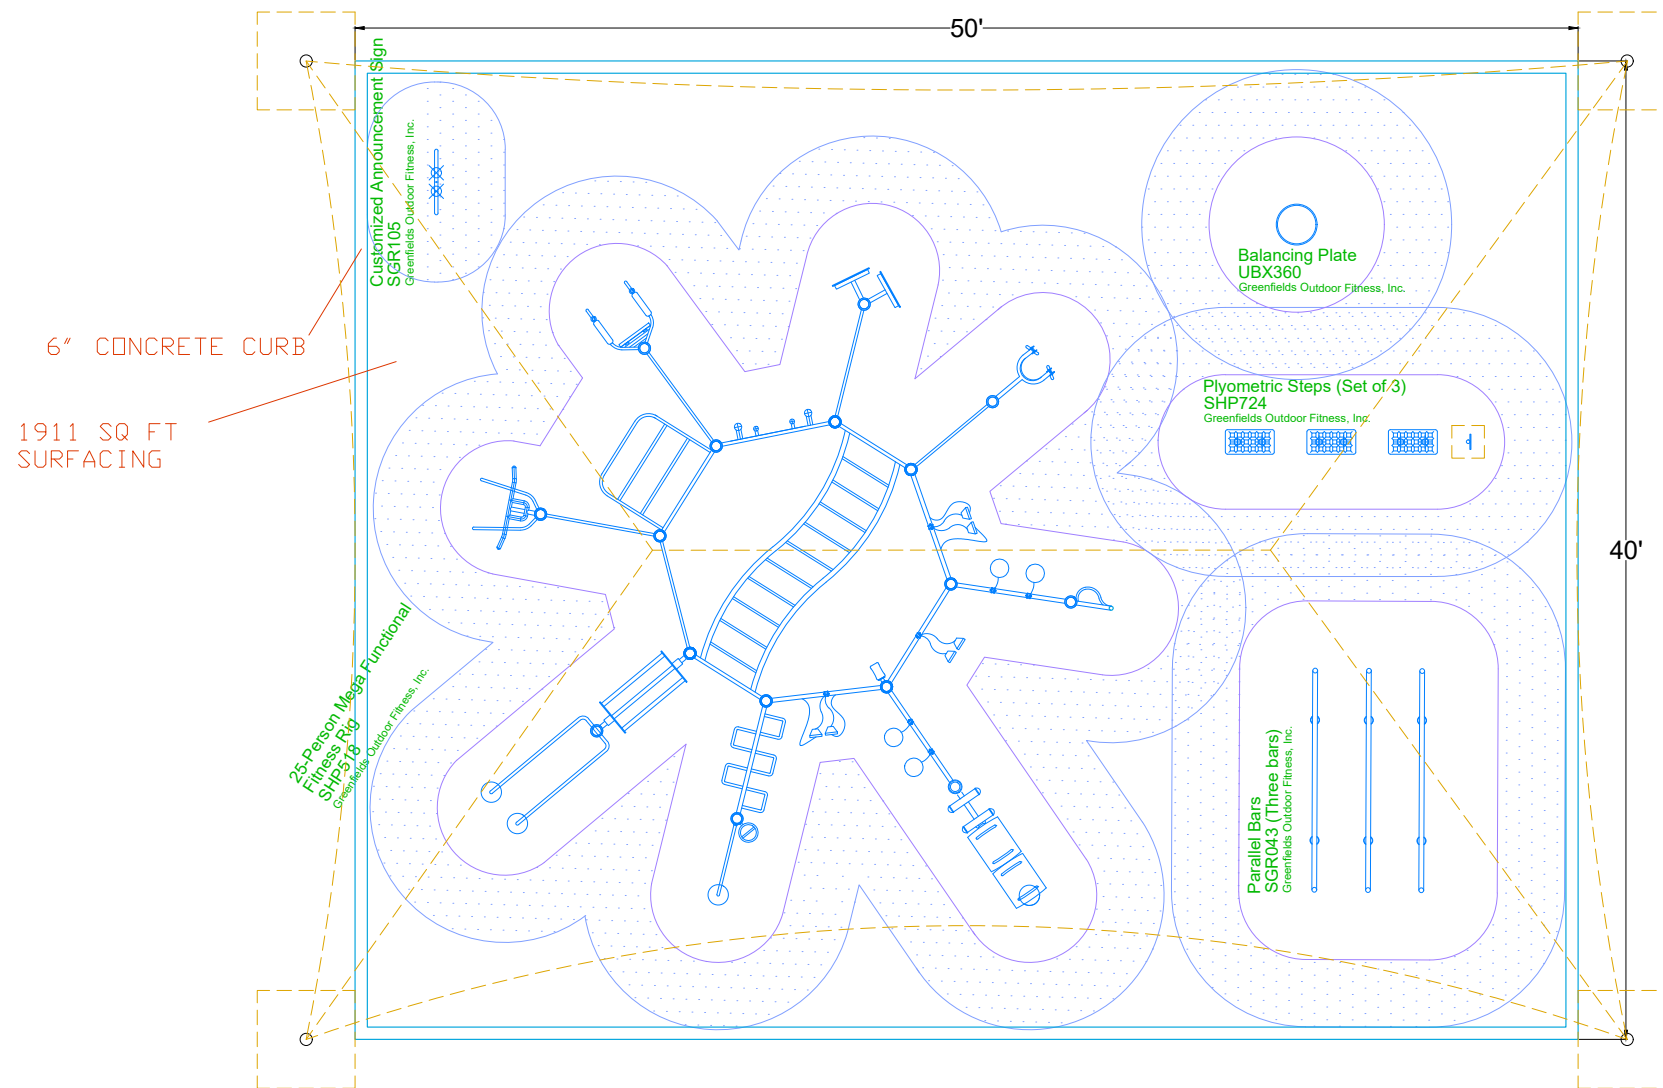 50'
Customized Announcement Sign
SGR105
Greenfields Outdoor Fitness, Inc.
Balancing Plate
UBX360
Greenfields Outdoor Fitness, Inc.
6" CONCRETE CURB
1911 SQ FT
SURFACING
Plyometric Steps (Set of 3)
SHP724
Greenfields Outdoor Fitness, Inc.
40'
25-Person Mega Functional
Fitness Rig
SHP518
Greenfields Outdoor Fitness, Inc.
Parallel Bars
SGR043 (Three bars)
Greenfields Outdoor Fitness, Inc.